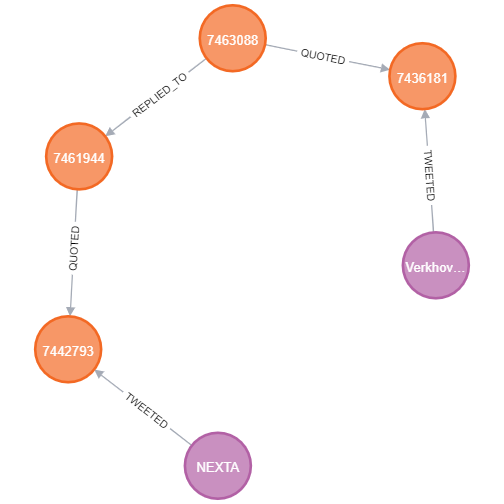 7463088
QUOTED
7436181
REPLIED_TO
7461944
TWEETED
QUOTED
Verkhov...
7442793
TWEETED
NEXTA